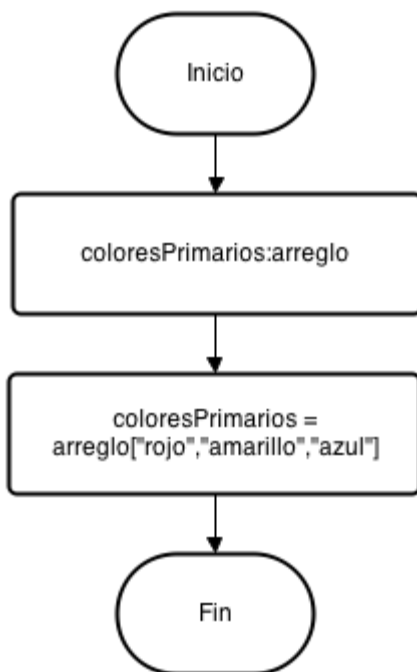 Inicio
coloresPrimarios:arreglo
coloresPrimarios =
arreglo["rojo","amarillo","azul"]
Fin